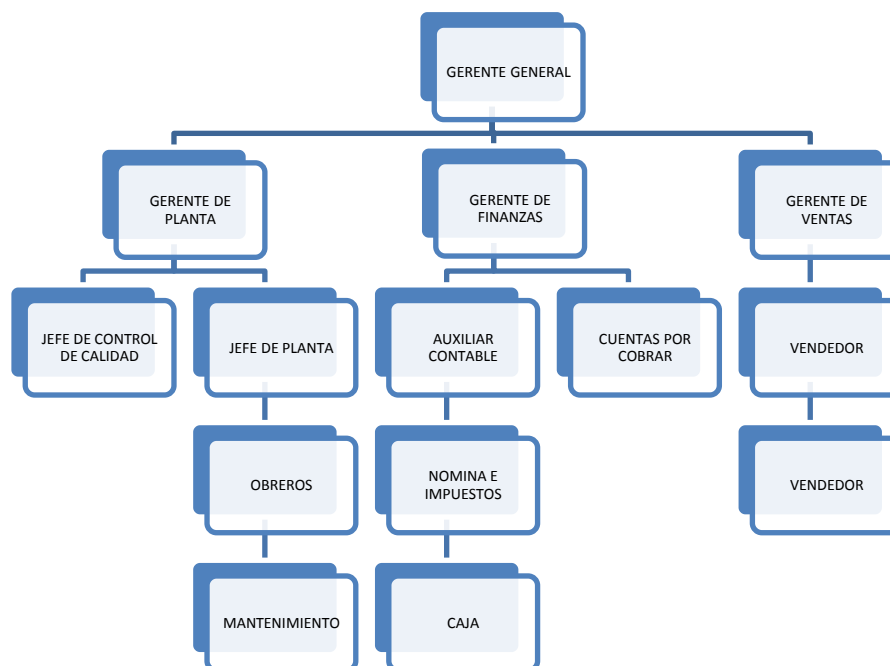 GERENTE GENERAL
GERENTE DE
PLANTA
GERENTE DE
FINANZAS
GERENTE DE
VENTAS
JEFE DE CONTROL
DE CALIDAD
JEFE DE PLANTA
AUXILIAR
CONTABLE
CUENTAS POR
COBRAR
VENDEDOR
OBREROS
NOMINA E
IMPUESTOS
VENDEDOR
MANTENIMIENTO
CAJA